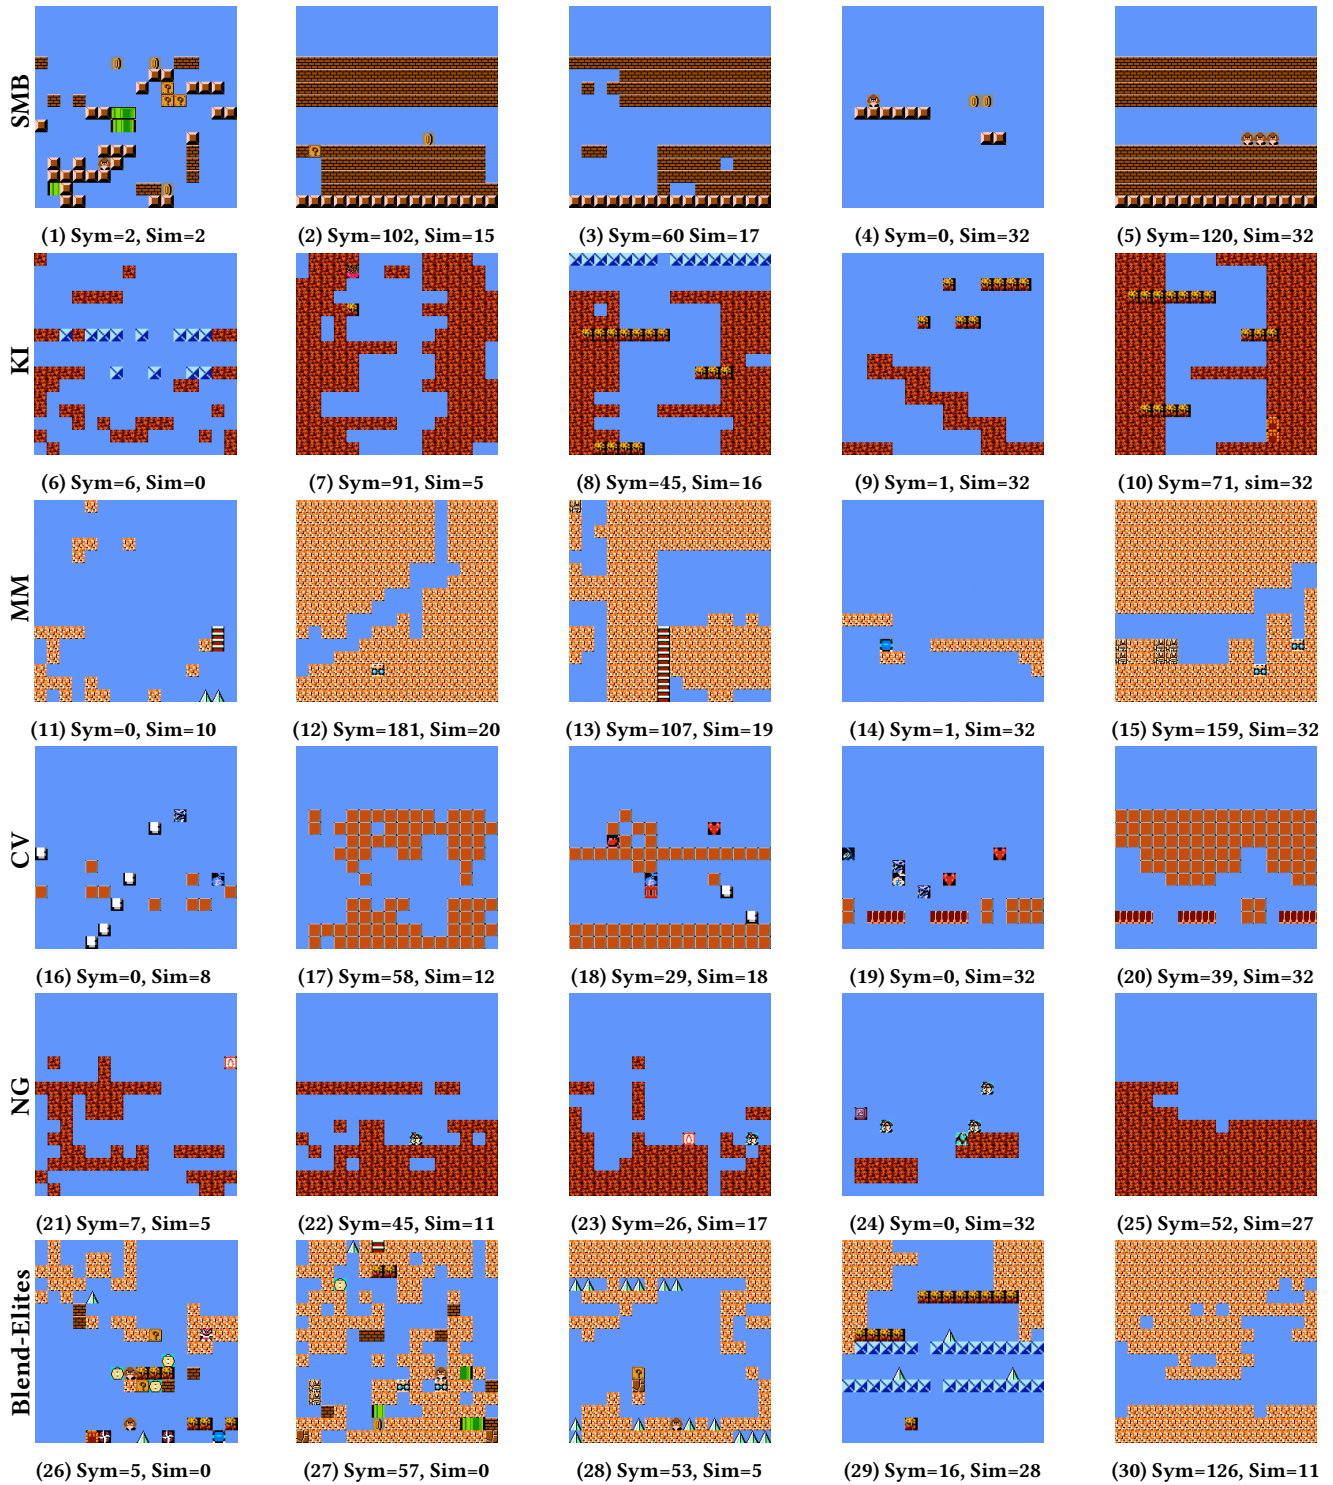 SMB
(1) Sym=2, Sim=2
(2) Sym=102, Sim=15
(3) Sym=60 Sim=17
(4) Sym=0, Sim=32
(5) Sym=120, Sim=32
KI
(6) Sym=6, Sim=0
(7) Sym=91, Sim=5
(8) Sym=45, Sim=16
(9) Sym=1, Sim=32
(10) Sym=71, sim=32
MM
(11) Sym=0, Sim=10
(12) Sym=181, Sim=20
(13) Sym=107, Sim=19
(14) Sym=1, Sim=32
(15) Sym=159, Sim=32
CV
(16) Sym=0, Sim=8
(17) Sym=58, Sim=12
(18) Sym=29, Sim=18
(19) Sym=0, Sim=32
(20) Sym=39, Sim=32
NG
(21) Sym=7, Sim=5
(22) Sym=45, Sim=11
(23) Sym=26, Sim=17
(24) Sym=0, Sim=32
(25) Sym=52, Sim=27
Blend-Elites
(26) Sym=5, Sim=0
(27) Sym=57, Sim=0
(28) Sym=53, Sim=5
(29) Sym=16, Sim=28
(30) Sym=126, Sim=11